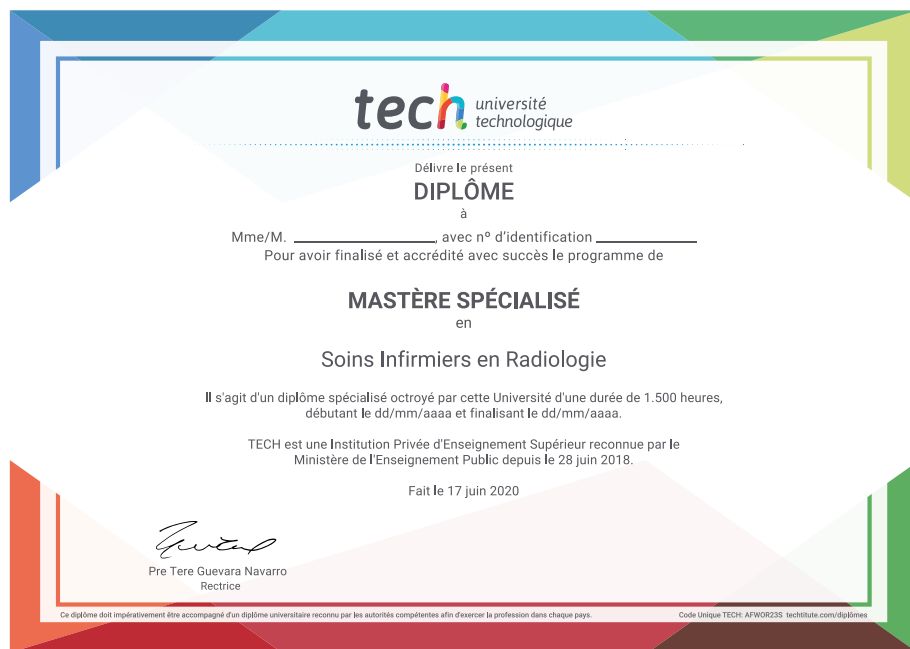 tech université
technologique
Délivre le présent
DIPLÔME
à
Mme/M. , avec nº d'identification
Pour avoir finalisé et accrédité avec succès le programme de
MASTÈRE SPÉCIALISÉ
en
Soins Infirmiers en Radiologie
Il s'agit d'un diplôme spécialisé octroyé par cette Université d'une durée de 1.500 heures,
débutant le dd/mm/aaaa et finalisant le dd/mm/aaaa.
TECH est une Institution Privée d'Enseignement Supérieur reconnue par le
Ministère de l'Enseignement Public depuis le 28 juin 2018.
Fait le 17 juin 2020
Pre Tere Guevara Navarro
Rectrice
Ce diplôme doit impérativement être accompagné d'un diplôme universitaire reconnu par les autorités compétentes afin d'exercer la profession dans chaque pays.
Code Unique TECH: AFWOR23S techtitute.com/diplômes